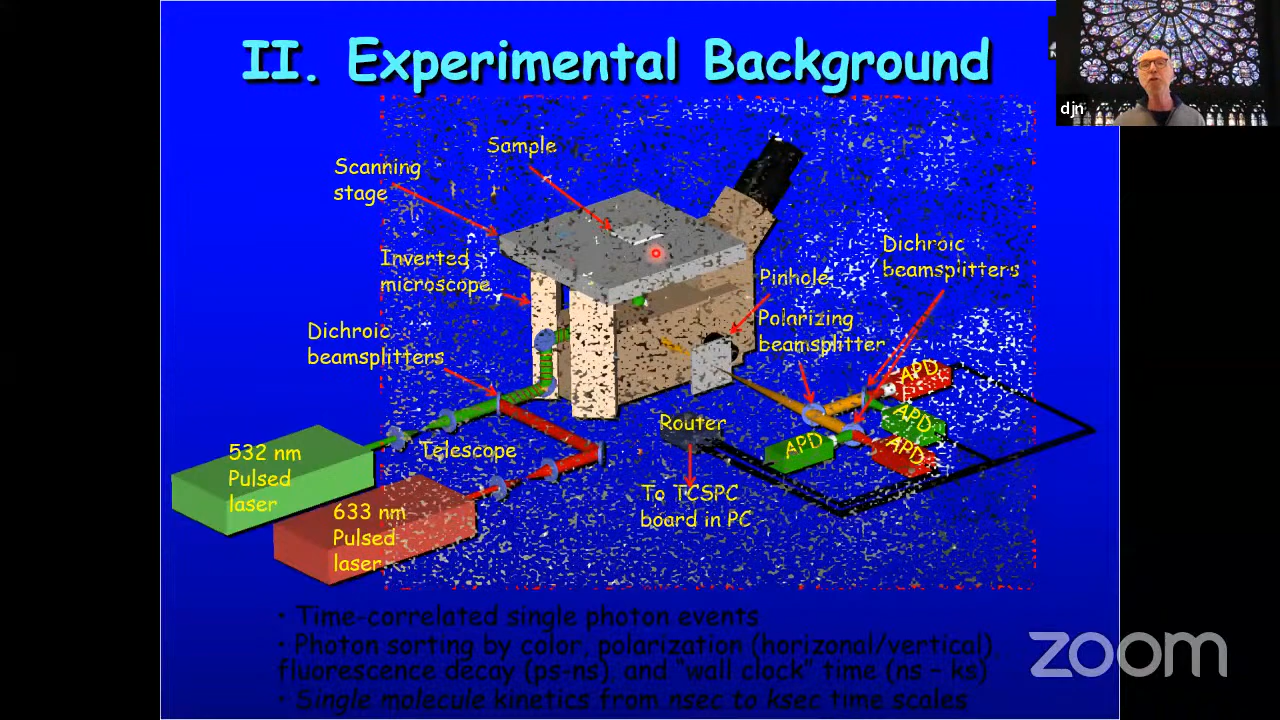 II. Experimental Background
djn
Sample
Scanning
stage
Inverted
microscope
Dichroic
beamsplitters
Pinhole
Polarizing
beamsplitter
Dichroic
beamsplitters
APD
APD
APD
APD
Router
Telescope
532 nm
Pulsed
laser
633 nm
Pulsed
laser
To TCSPC
board in PC
• Time-correlated single photon events
• Photon sorting by color, polarization (horizonal/vertical),
fluorescence decay (ps-ns), and “wall clock” time (ns – ks)
• Single molecule kinetics from nsec to ksec time scales
zoom